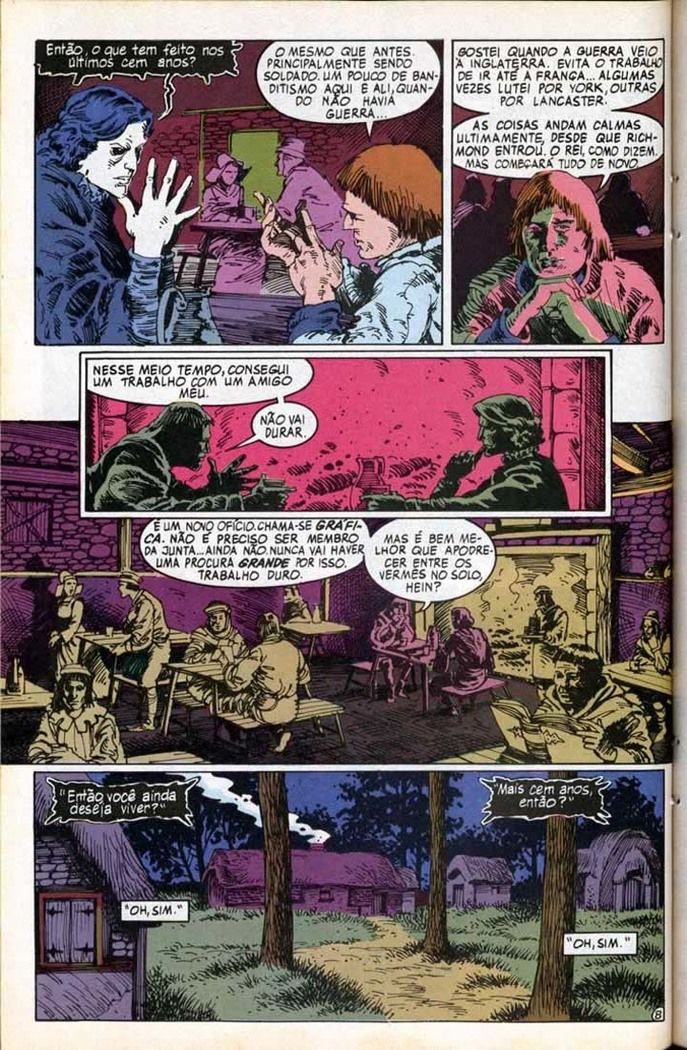 Então, o que tem feito nos
últimos cem anos?
O MESMO QUE ANTES.
PRINCIPALMENTE SENDO
SOLDADO. UM POUCO DE BAN-
DITISMO AQUI E ALI, QUAN-
DO NÃO HAVIA
GUERRA...
GOSTEI QUANDO A GUERRA VEIO
À INGLATERRA. EVITA O TRABALHO
DE IR ATÉ A FRANÇA... ALGUMAS
VEZES LUTEI POR YORK, OUTRAS
POR LANCASTER.
AS COISAS ANDAM CALMAS
ULTIMAMENTE, DESDE QUE RICH-
MOND ENTROU. O REI, COMO DIZEM.
MAS COMEÇARÁ TUDO DE NOVO.
NESSE MEIO TEMPO, CONSEGUI
UM TRABALHO COM UM AMIGO
MEU.
NÃO VAI
DURAR.
É UM NOVO OFÍCIO. CHAMA-SE GRÁFI-
CA. NÃO É PRECISO SER MEMBRO
DA JUNTA... AINDA NÃO. NUNCA VAI HAVER
UMA PROCURA GRANDE POR ISSO.
TRABALHO DURO.
MAS É BEM ME-
LHOR QUE APODRE-
CER ENTRE OS
VERMES NO SOLO,
HEIN?
"Então você ainda
deseja viver?"
"OH, SIM."
"Mais cem anos,
então?"
"OH, SIM."
8